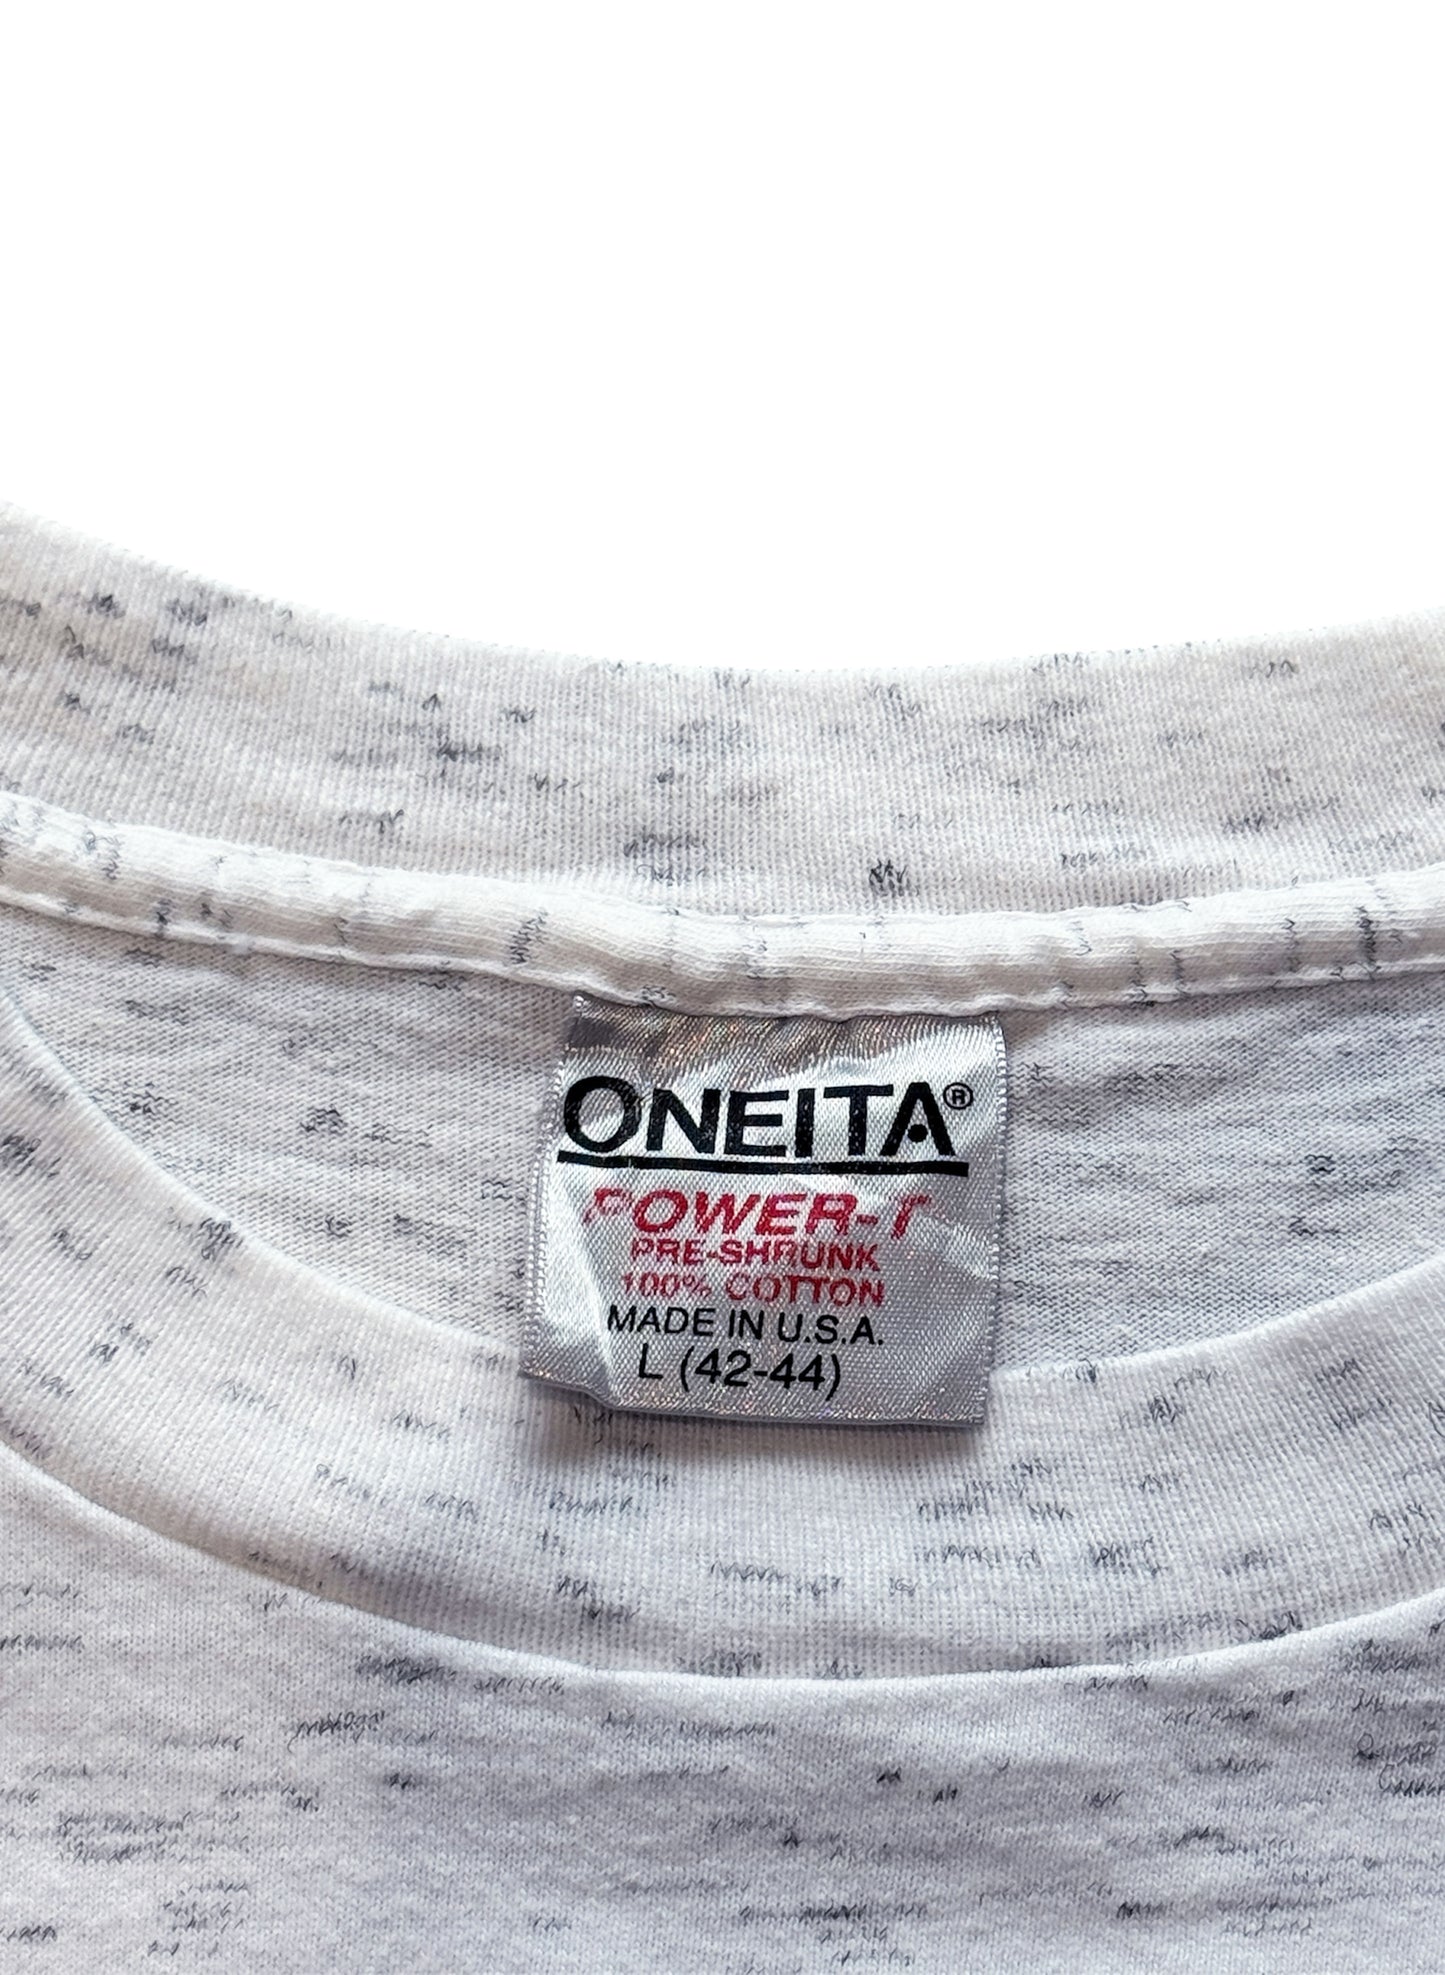 ONEITA®
POWER-T
PRE-SHRUNK
100% COTTON
MADE IN U.S.A.
L (42-44)